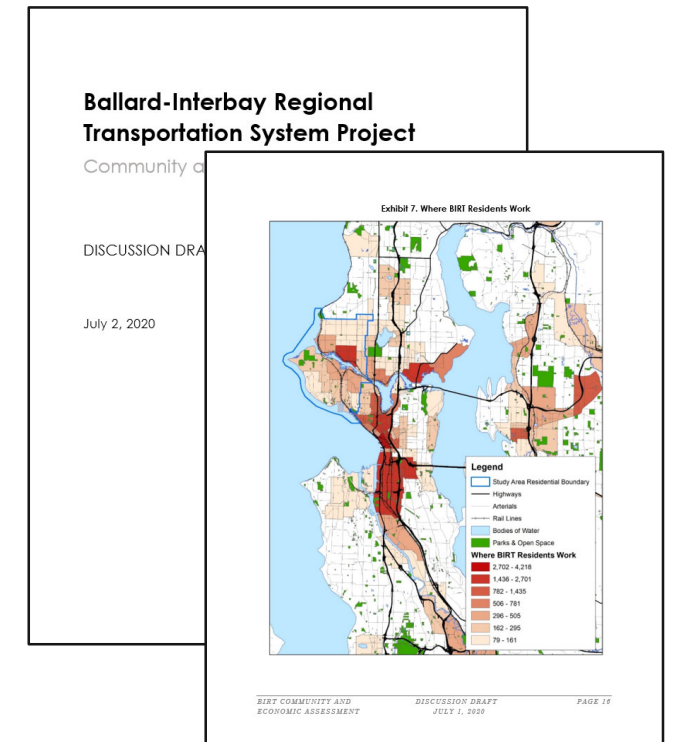 Ballard-Interbay Regional
Transportation System Project
Community a
DISCUSSION DRA
July 2, 2020
Exhibit 7. Where BIRT Residents Work
Legend
Study Area Residential Boundary
Highways
Arterials
Rail Lines
Bodies of Water
Parks & Open Space
Where BIRT Residents Work
2,702 - 4,218
1,436 - 2,701
782 - 1,435
506 - 781
296 - 505
162 - 295
79 - 161
BIRT COMMUNITY AND
ECONOMIC ASSESSMENT
DISCUSSION DRAFT
JULY 1, 2020
PAGE 16